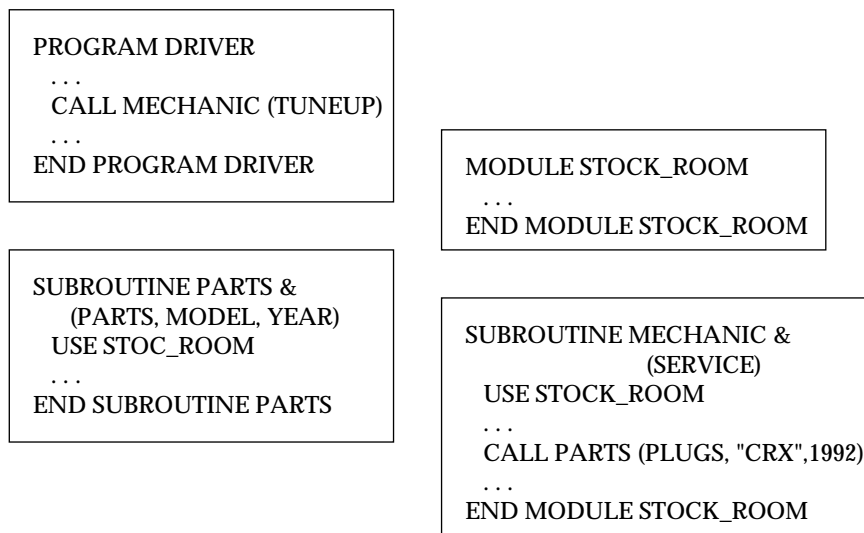 PROGRAM DRIVER
. . .
CALL MECHANIC (TUNEUP)
. . .
END PROGRAM DRIVER
MODULE STOCK_ROOM
. . .
END MODULE STOCK_ROOM
SUBROUTINE PARTS &
(PARTS, MODEL, YEAR)
USE STOC_ROOM
. . .
END SUBROUTINE PARTS
SUBROUTINE MECHANIC &
(SERVICE)
USE STOCK_ROOM
. . .
CALL PARTS (PLUGS, "CRX",1992)
. . .
END MODULE STOCK_ROOM